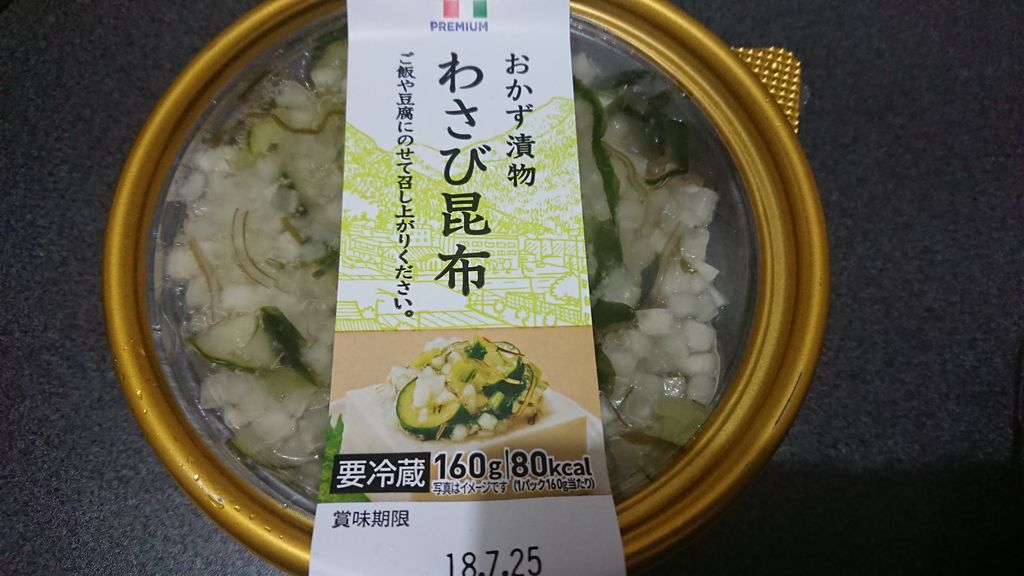 PREMIUM
おかず漬物
わさび昆布
ご飯や豆腐にのせて召し上がりください。
要冷蔵
160g 80kcal
写真はイメージです (1パック160g当たり)
賞味期限
18.7.25